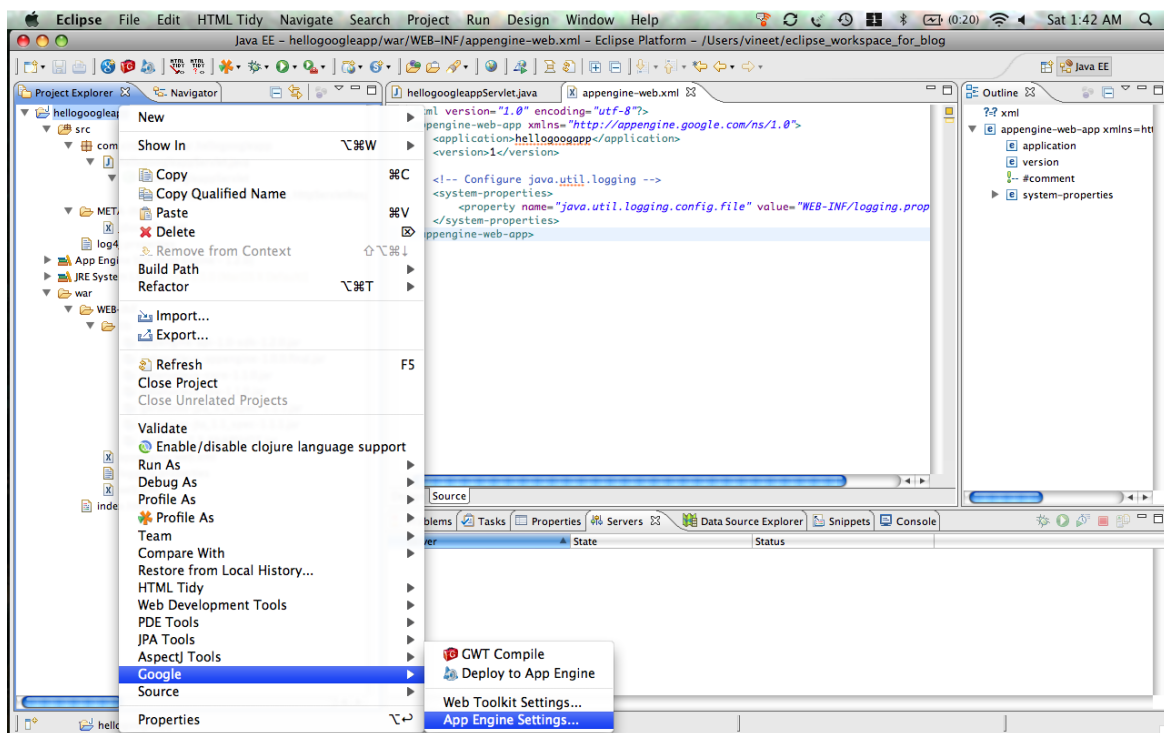 Eclipse File Edit HTML Tidy Navigate Search Project Run Design Window Help (0:20) Sat 1:42 AM
Java EE - hellogoogleapp/war/WEB-INF/appengine-web.xml - Eclipse Platform - /Users/vineet/eclipse_workspace_for_blog
Java EE
Project Explorer Navigator
hellogoogleap
src
com
META
log4
App Engi
JRE Syste
war
WEB-
inde
New
Show In ⌥⌘W
Copy ⌘C
Copy Qualified Name
Paste ⌘V
Delete ⌦
Remove from Context ⇧⌥⌘↓
Build Path
Refactor ⌥⌘T
Import...
Export...
Refresh F5
Close Project
Close Unrelated Projects
Validate
Enable/disable clojure language support
Run As
Debug As
Profile As
Profile As
Team
Compare With
Restore from Local History...
HTML Tidy
Web Development Tools
PDE Tools
JPA Tools
AspectJ Tools
Google
Source
Properties ⌥↩
GWT Compile
Deploy to App Engine
Web Toolkit Settings...
App Engine Settings...
hellogoogleappServlet.java appengine-web.xml
ml version="1.0" encoding="utf-8"?>
pengine-web-app xmlns="http://appengine.google.com/ns/1.0">
<application>hellogrogapp</application>
<version>1</version>
<!-- Configure java.util.logging -->
<system-properties>
<property name="java.util.logging.config.file" value="WEB-INF/logging.prop
</system-properties>
appengine-web-app>
Source
Outline
?=? xml
appengine-web-app xmlns=htt
application
version
#comment
system-properties
blems Tasks Properties Servers Data Source Explorer Snippets Console
ver State Status
hello